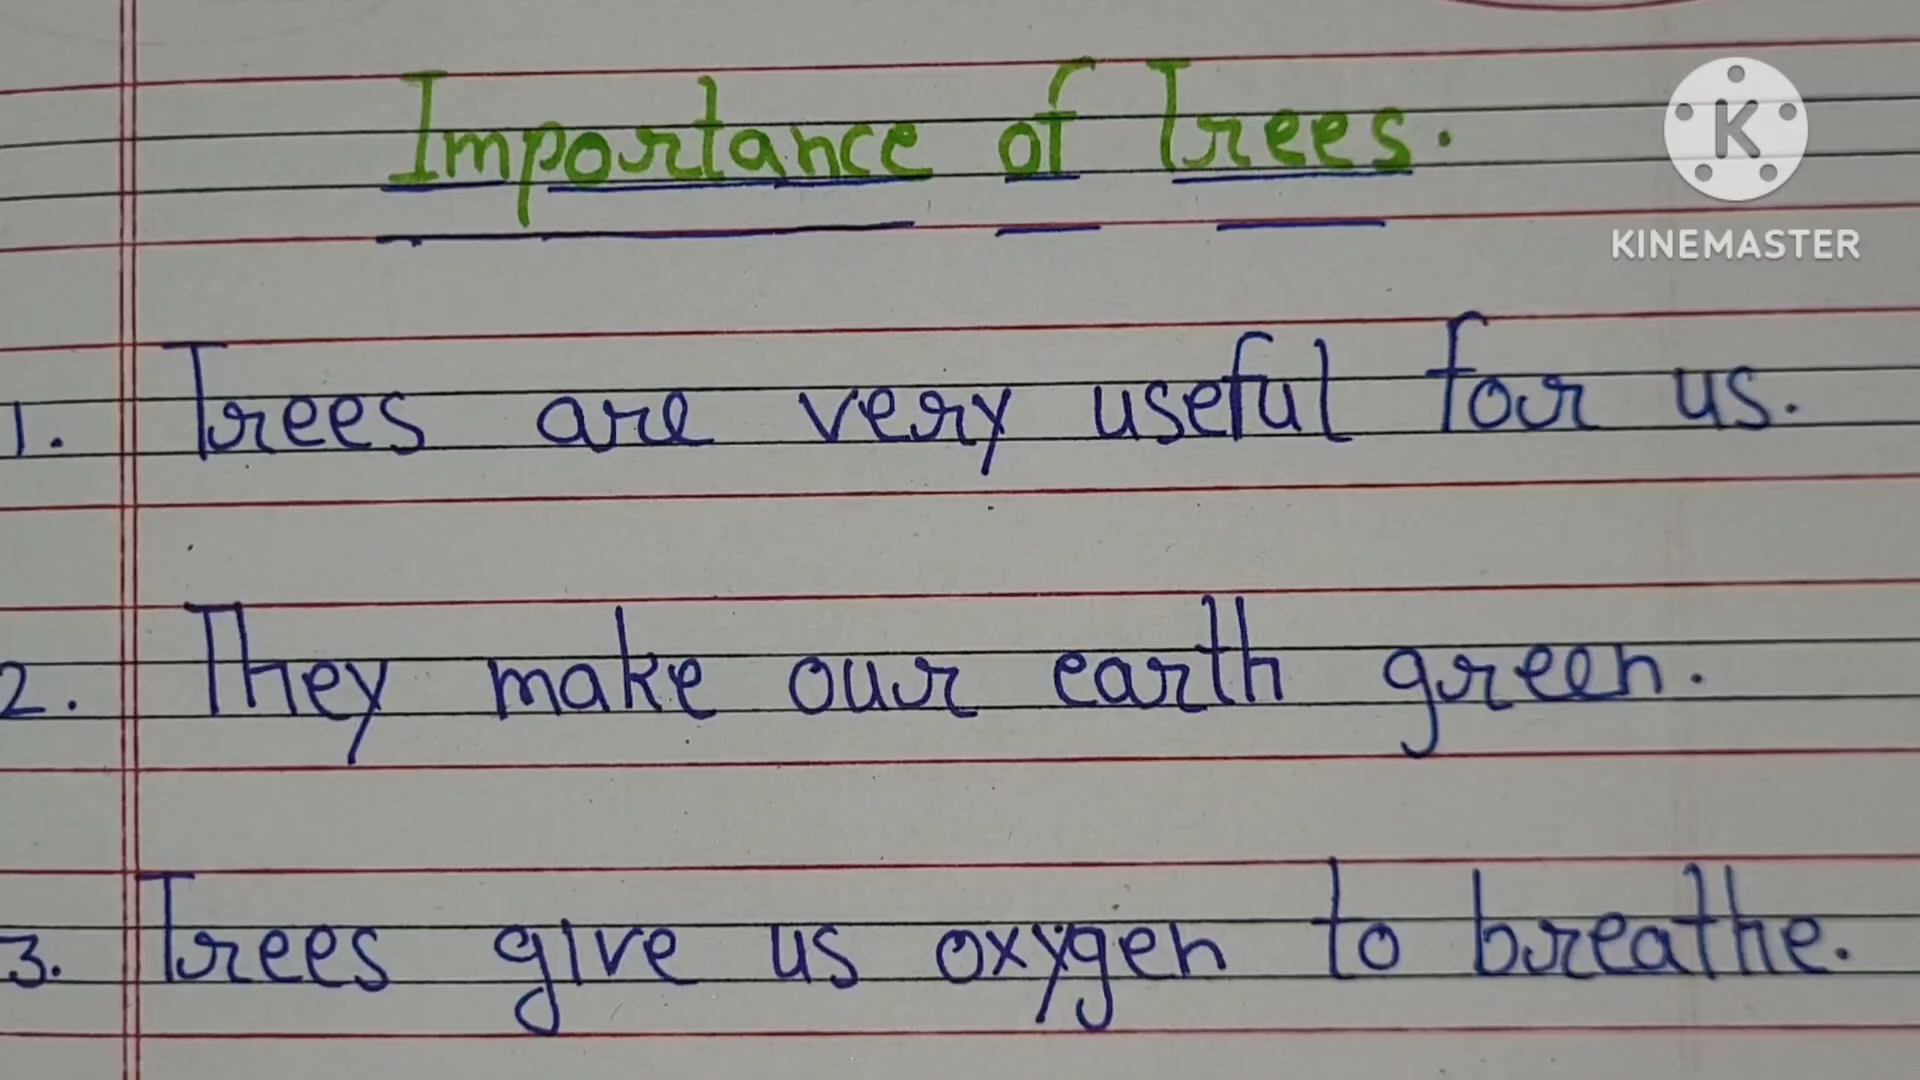 Importance of Trees.
K
KINEMASTER
1. Trees are very useful for us.
2. They make our earth green.
3. Trees give us oxygen to breathe.